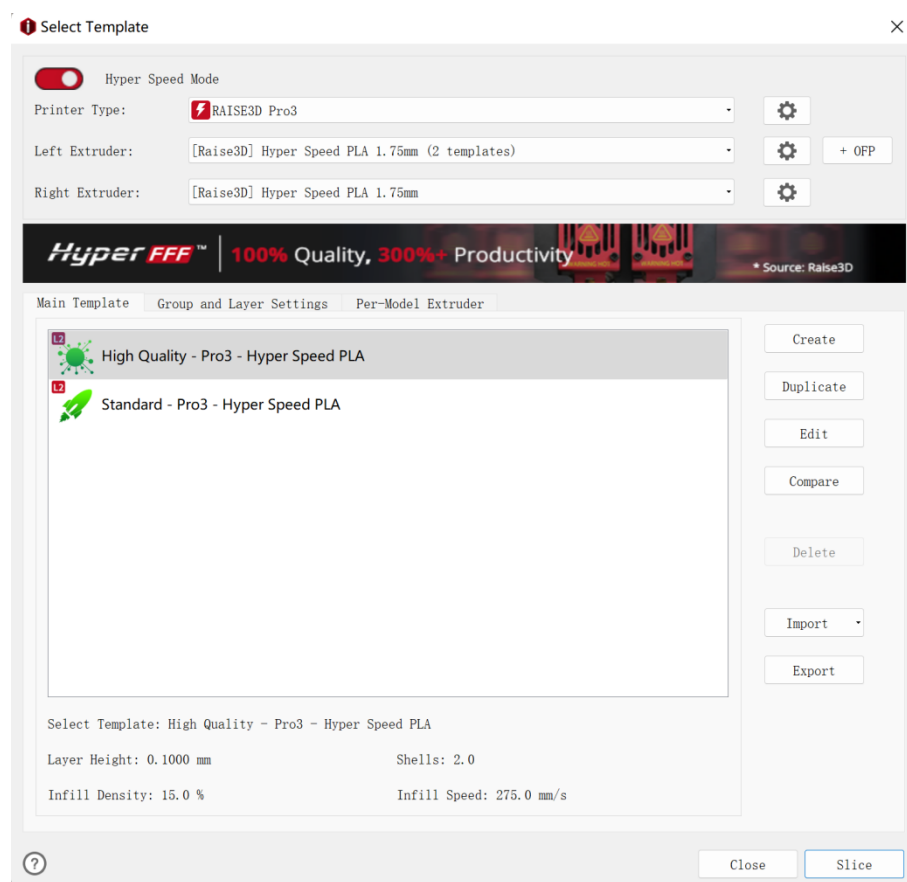 Select Template
Hyper Speed Mode
Printer Type: RAISE3D Pro3
Left Extruder: [Raise3D] Hyper Speed PLA 1.75mm (2 templates) + OFP
Right Extruder: [Raise3D] Hyper Speed PLA 1.75mm
Hyper FFF™ | 100% Quality, 300%+ Productivity
* Source: Raise3D
Main Template Group and Layer Settings Per-Model Extruder
L2
High Quality - Pro3 - Hyper Speed PLA
L2
Standard - Pro3 - Hyper Speed PLA
Create
Duplicate
Edit
Compare
Delete
Import
Export
Select Template: High Quality - Pro3 - Hyper Speed PLA
Layer Height: 0.1000 mm Shells: 2.0
Infill Density: 15.0 % Infill Speed: 275.0 mm/s
? Close Slice